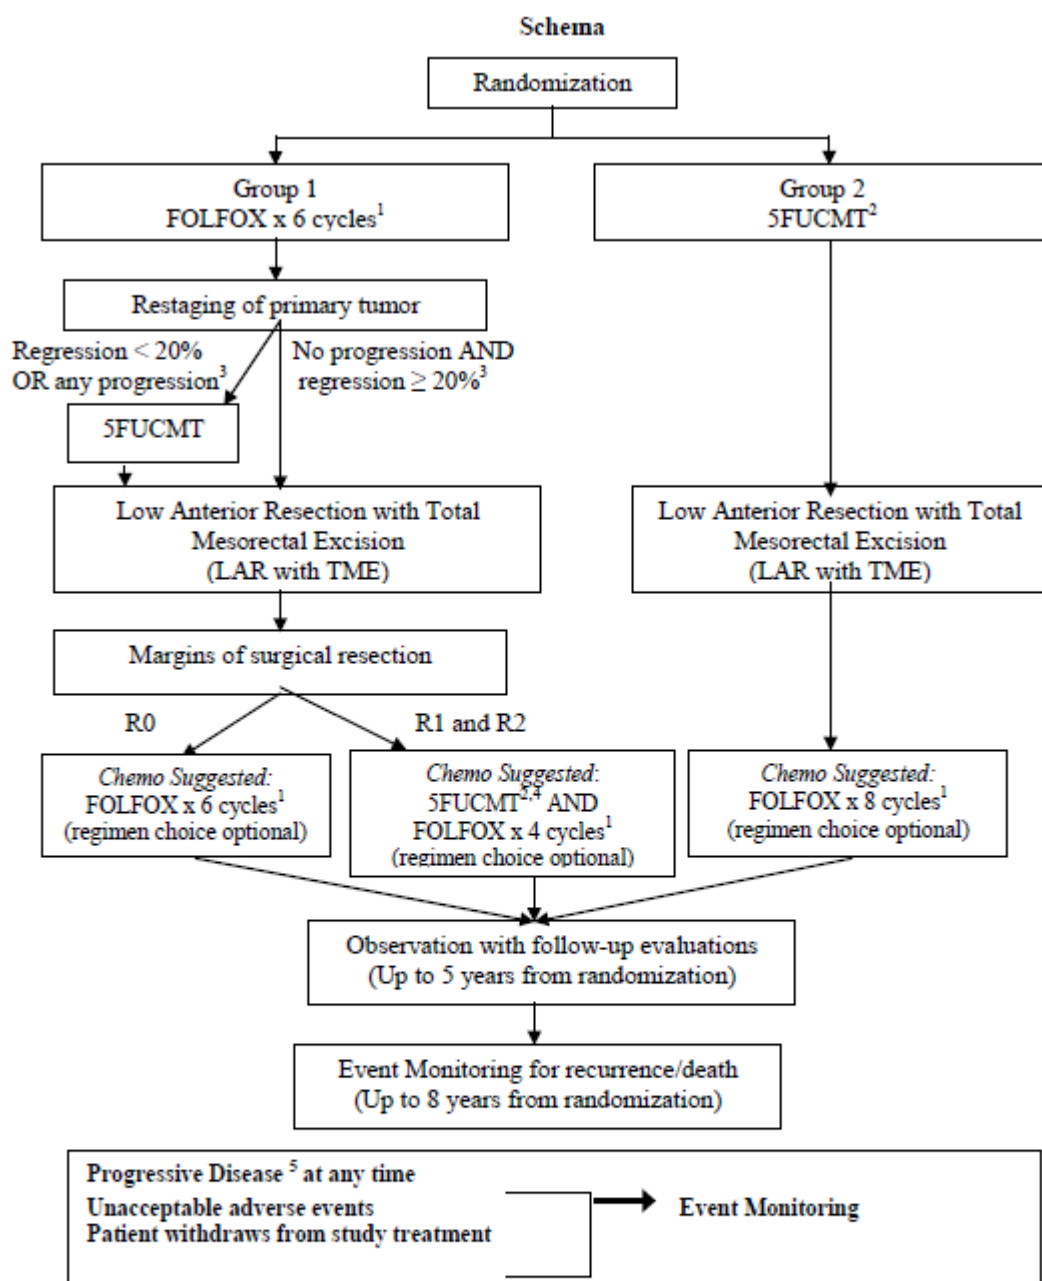 Schema
Randomization
Group 1
FOLFOX x 6 cycles¹
Group 2
5FUCMT²
Restaging of primary tumor
Regression < 20%
OR any progression³
No progression AND
regression ≥ 20%³
5FUCMT
Low Anterior Resection with Total
Mesorectal Excision
(LAR with TME)
Low Anterior Resection with Total
Mesorectal Excision
(LAR with TME)
Margins of surgical resection
R0
R1 and R2
Chemo Suggested:
FOLFOX x 6 cycles¹
(regimen choice optional)
Chemo Suggested:
5FUCMT²,⁴ AND
FOLFOX x 4 cycles¹
(regimen choice optional)
Chemo Suggested:
FOLFOX x 8 cycles¹
(regimen choice optional)
Observation with follow-up evaluations
(Up to 5 years from randomization)
Event Monitoring for recurrence/death
(Up to 8 years from randomization)
Progressive Disease ⁵ at any time
Unacceptable adverse events
Patient withdraws from study treatment
Event Monitoring